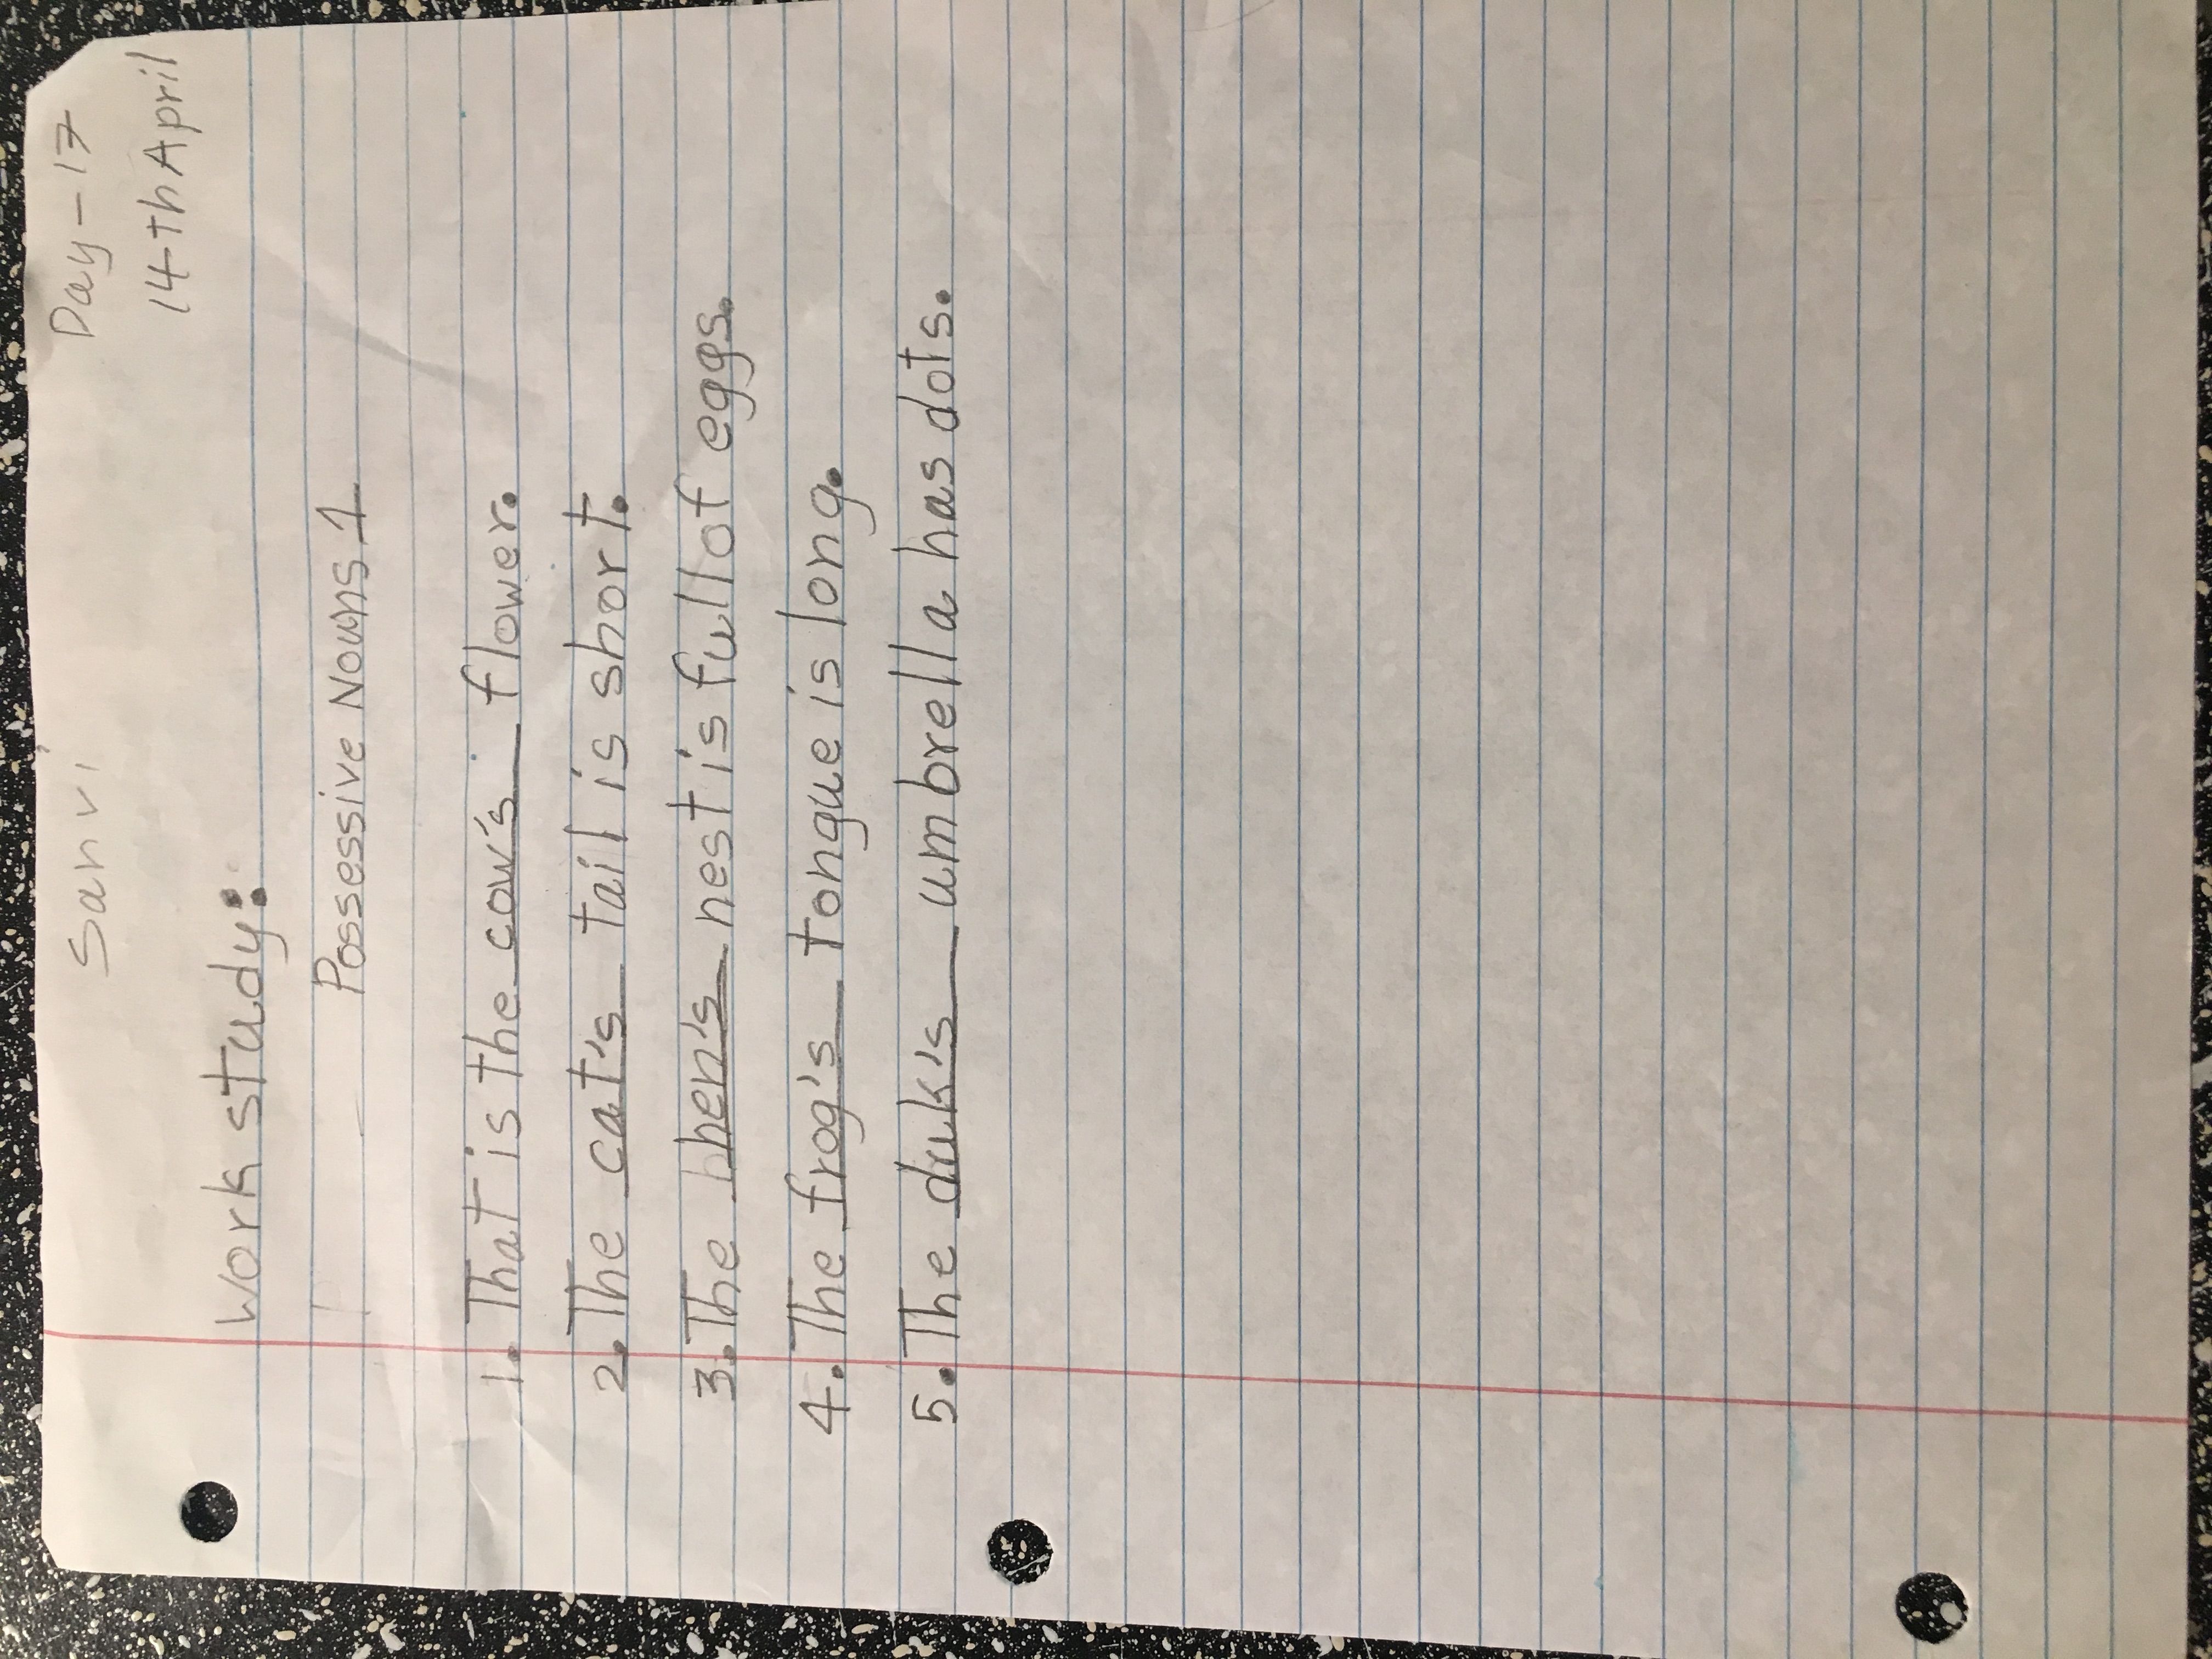 Sanvi
Day-17
14th April
Work study:
Possessive Nouns 1
1. That is the cow's flower.
2. The cat's tail is short.
3. The hen's nest is full of eggs.
4. The frog's tongue is long.
5. The duk's umbrella has dots.